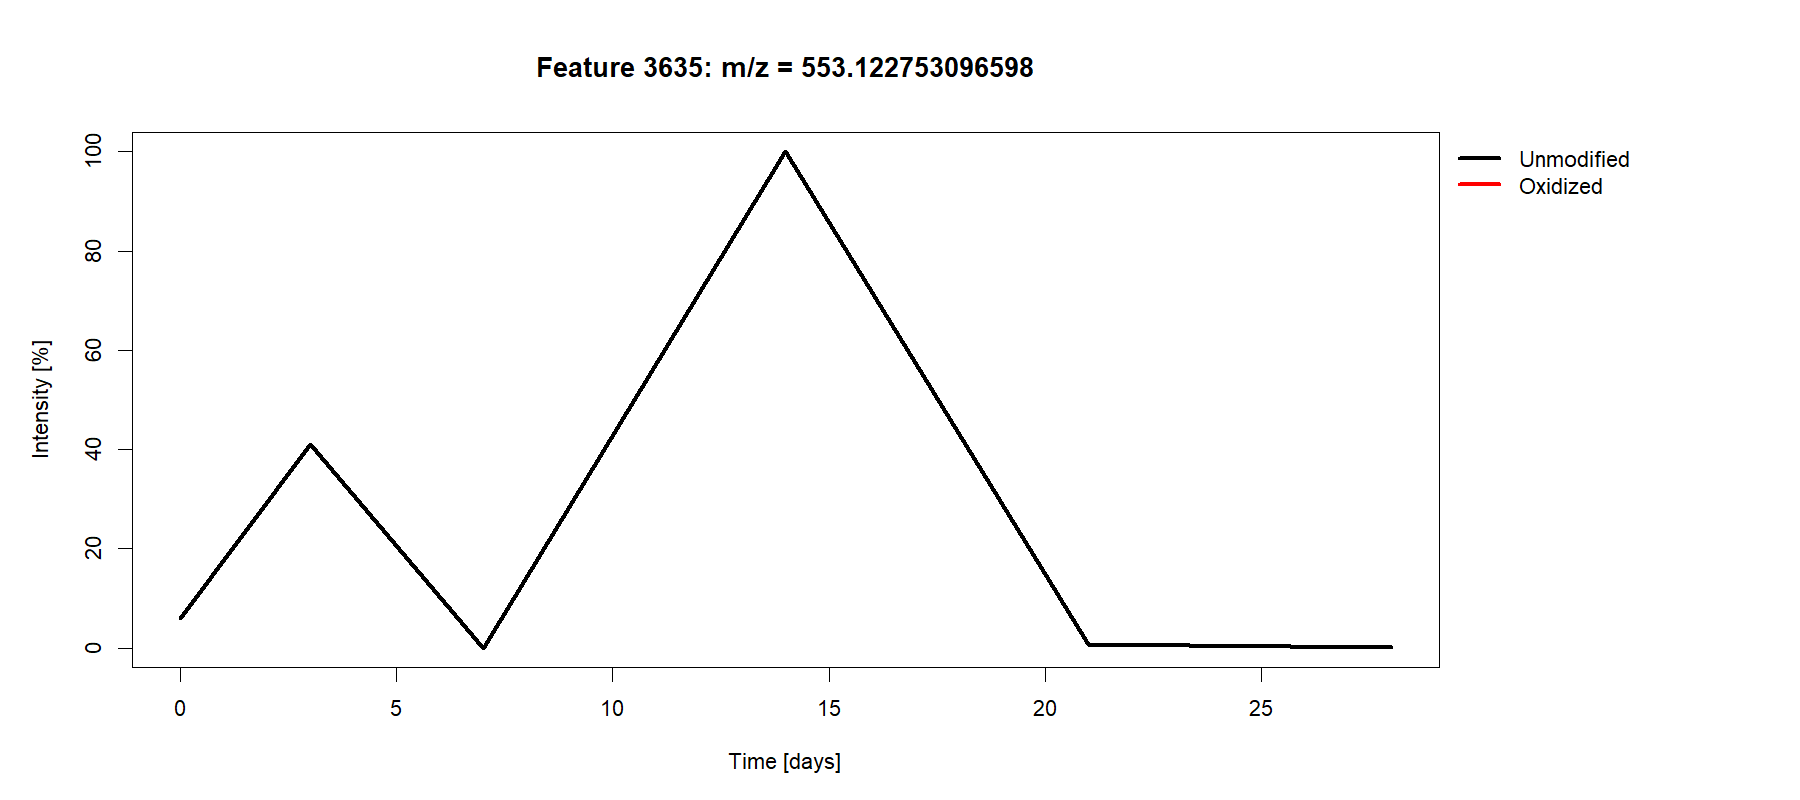 Feature 3635: m/z = 553.122753096598
Unmodified
Oxidized
Intensity [%]
100
80
60
40
20
0
0 5 10 15 20 25
Time [days]